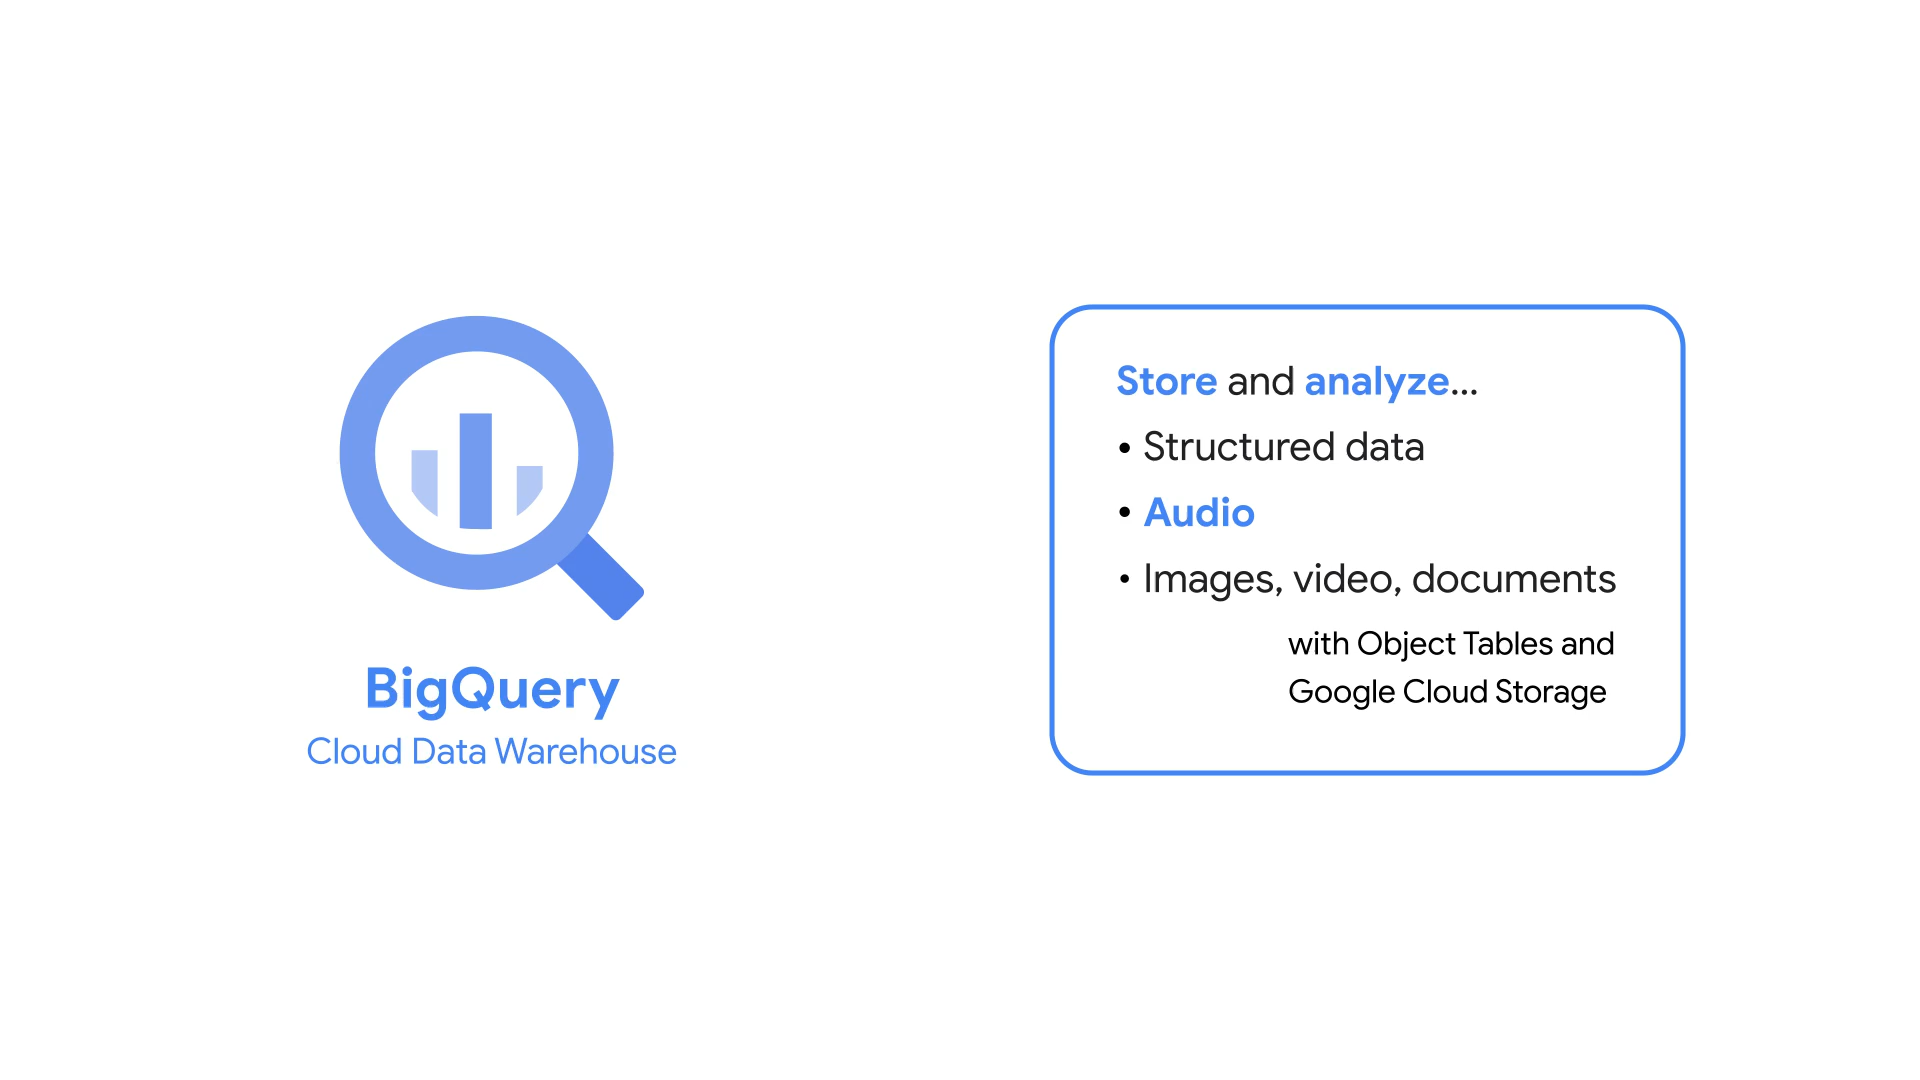 BigQuery
Cloud Data Warehouse
Store and analyze...
• Structured data
• Audio
• Images, video, documents
with Object Tables and
Google Cloud Storage